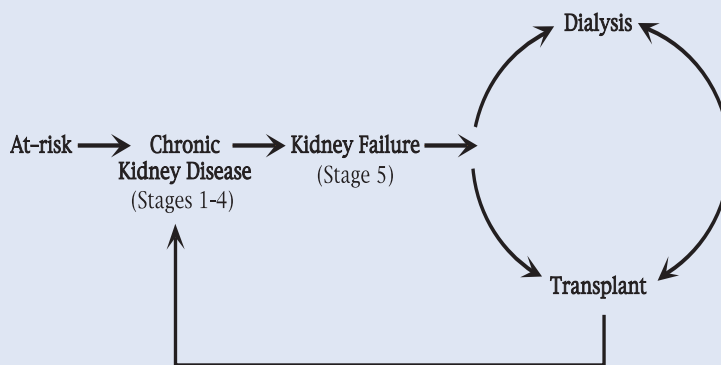 Dialysis
At-risk
Chronic
Kidney Disease
(Stages 1-4)
Kidney Failure
(Stage 5)
Transplant